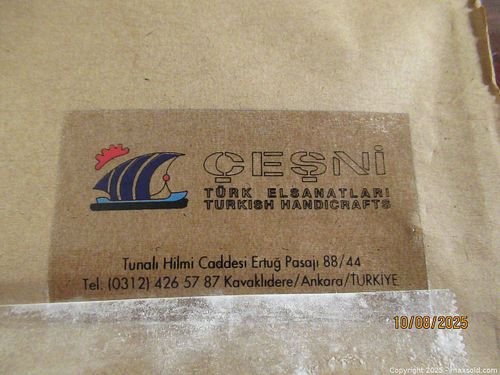 ÇEŞNİ
TÜRK ELSANATLARI
TURKISH HANDICRAFTS
Tunalı Hilmi Caddesi Ertuğ Pasajı 88/44
Tel. (0312) 426 57 87 Kavaklıdere/Ankara/TÜRKİYE
10/08/2025
Copyright 2025 - maxsold.com